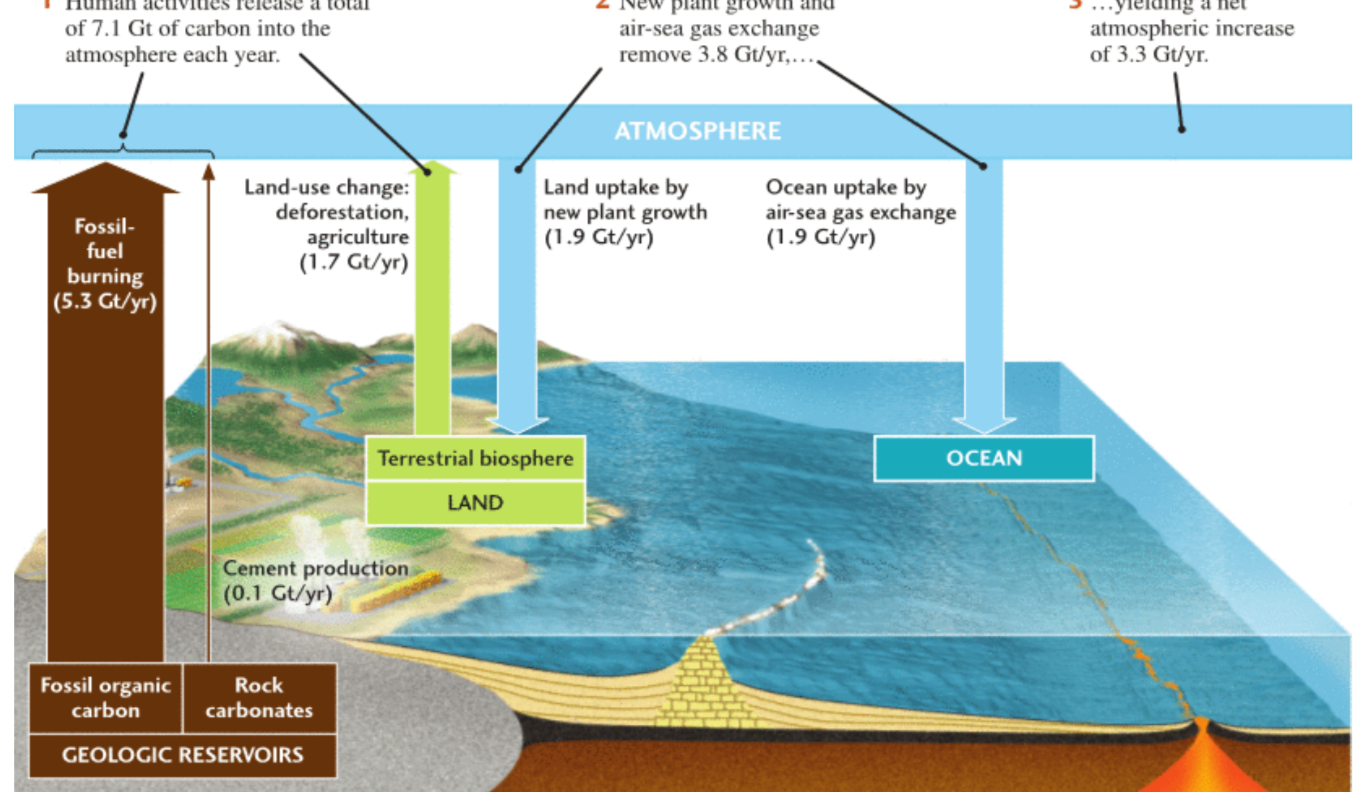 1 Human activities release a total
of 7.1 Gt of carbon into the
atmosphere each year.
2 New plant growth and
air-sea gas exchange
remove 3.8 Gt/yr,…
3 …yielding a net
atmospheric increase
of 3.3 Gt/yr.
ATMOSPHERE
Fossil-
fuel
burning
(5.3 Gt/yr)
Land-use change:
deforestation,
agriculture
(1.7 Gt/yr)
Land uptake by
new plant growth
(1.9 Gt/yr)
Ocean uptake by
air-sea gas exchange
(1.9 Gt/yr)
Terrestrial biosphere
LAND
OCEAN
Cement production
(0.1 Gt/yr)
Fossil organic
carbon
Rock
carbonates
GEOLOGIC RESERVOIRS